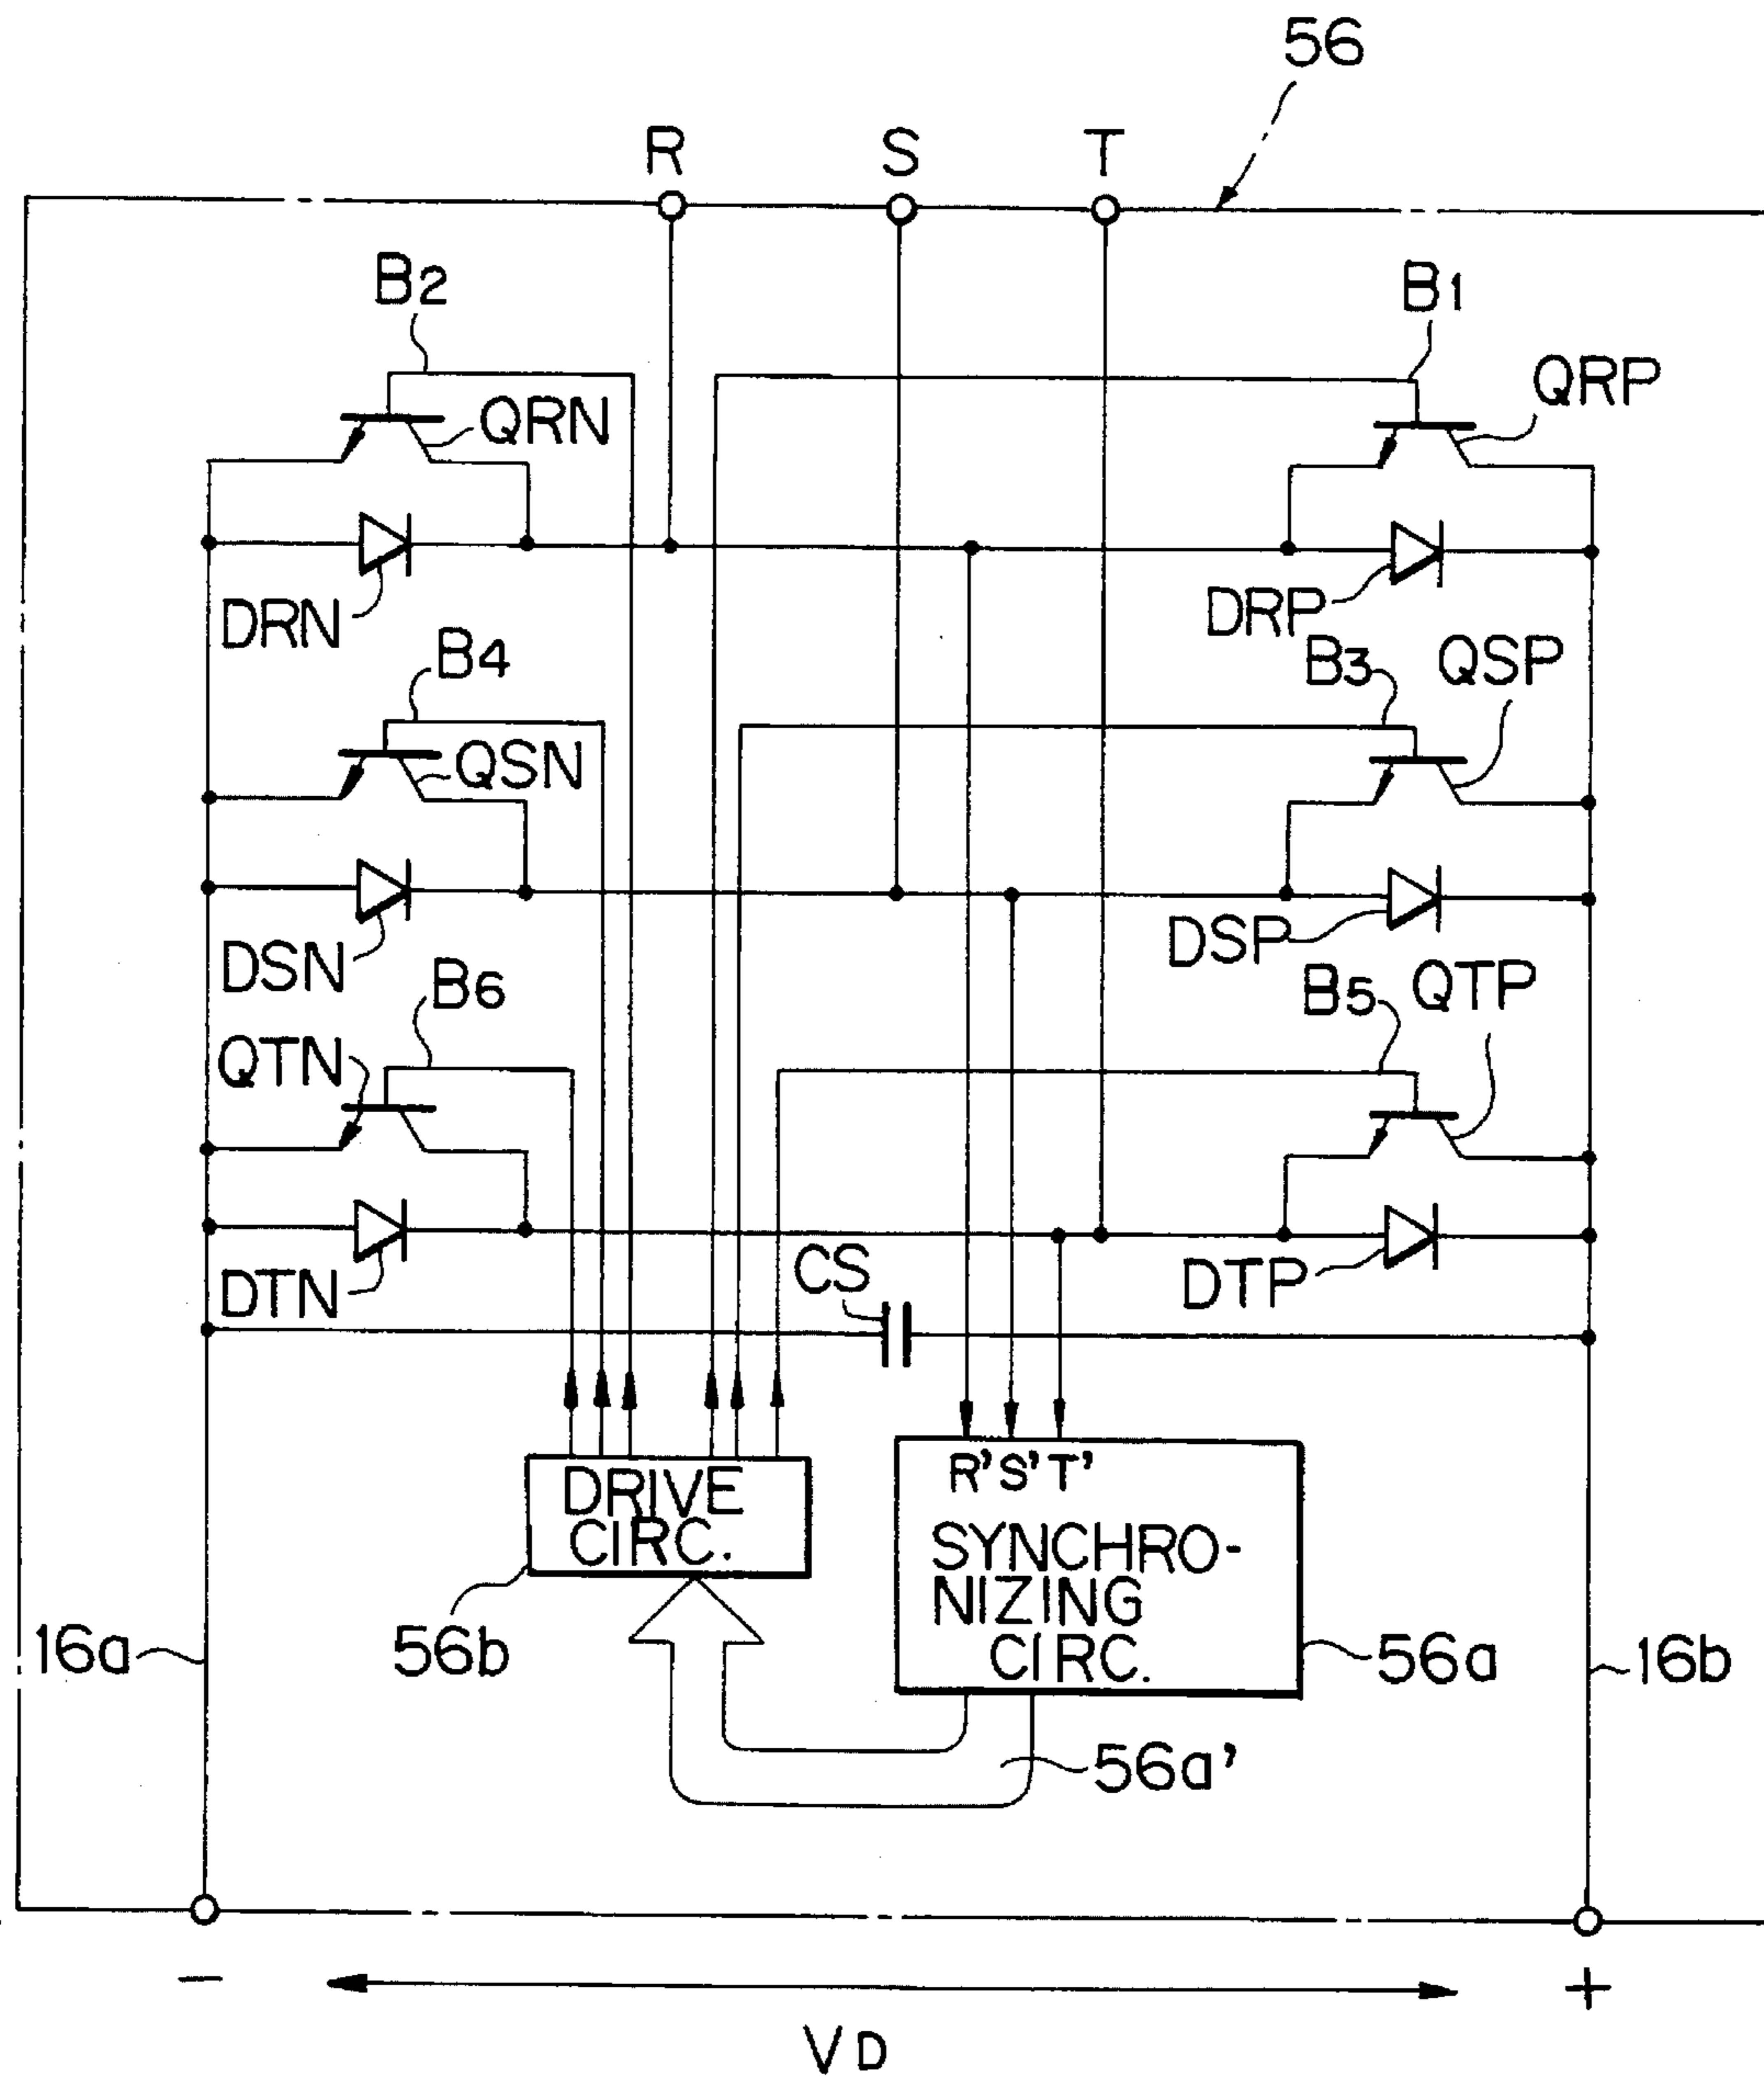 56
R S T
B2
B1
QRP
QRN
DRN
DRP
B4
B3
QSP
QSN
DSN
DSP
B6
B5
QTP
QTN
DTN
CS
DTP
R'S'T'
DRIVE
CIRC.
SYNCHRO-
NIZING
CIRC.
16a
56b
56a
16b
56a'
−
+
VD